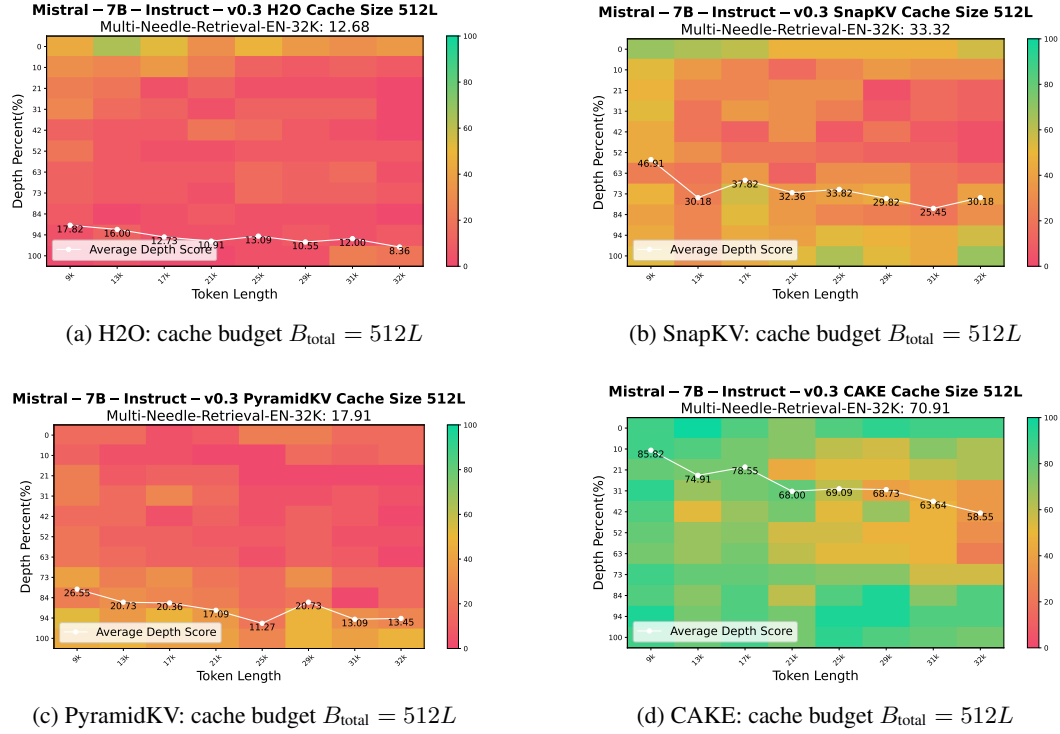 Mistral-7B-Instruct-v0.3 H2O Cache Size 512L
Multi-Needle-Retrieval-EN-32K: 12.68
Depth Percent(%)
0
10
21
31
42
52
63
73
84
94
100
17.82
16.00
12.73
10.91
13.09
10.55
12.00
8.36
Average Depth Score
9k
13k
17k
21k
25k
29k
31k
32k
Token Length
100
80
60
40
20
0
(a) H2O: cache budget B_total = 512L
Mistral-7B-Instruct-v0.3 SnapKV Cache Size 512L
Multi-Needle-Retrieval-EN-32K: 33.32
Depth Percent(%)
0
10
21
31
42
52
63
73
84
94
100
46.91
30.18
37.82
32.36
33.82
29.82
25.45
30.18
Average Depth Score
9k
13k
17k
21k
25k
29k
31k
32k
Token Length
100
80
60
40
20
0
(b) SnapKV: cache budget B_total = 512L
Mistral-7B-Instruct-v0.3 PyramidKV Cache Size 512L
Multi-Needle-Retrieval-EN-32K: 17.91
Depth Percent(%)
0
10
21
31
42
52
63
73
84
94
100
26.55
20.73
20.36
17.09
11.27
20.73
13.09
13.45
Average Depth Score
9k
13k
17k
21k
25k
29k
31k
32k
Token Length
100
80
60
40
20
0
(c) PyramidKV: cache budget B_total = 512L
Mistral-7B-Instruct-v0.3 CAKE Cache Size 512L
Multi-Needle-Retrieval-EN-32K: 70.91
Depth Percent(%)
0
10
21
31
42
52
63
73
84
94
100
85.82
74.91
78.55
68.00
69.09
68.73
63.64
58.55
Average Depth Score
9k
13k
17k
21k
25k
29k
31k
32k
Token Length
100
80
60
40
20
0
(d) CAKE: cache budget B_total = 512L